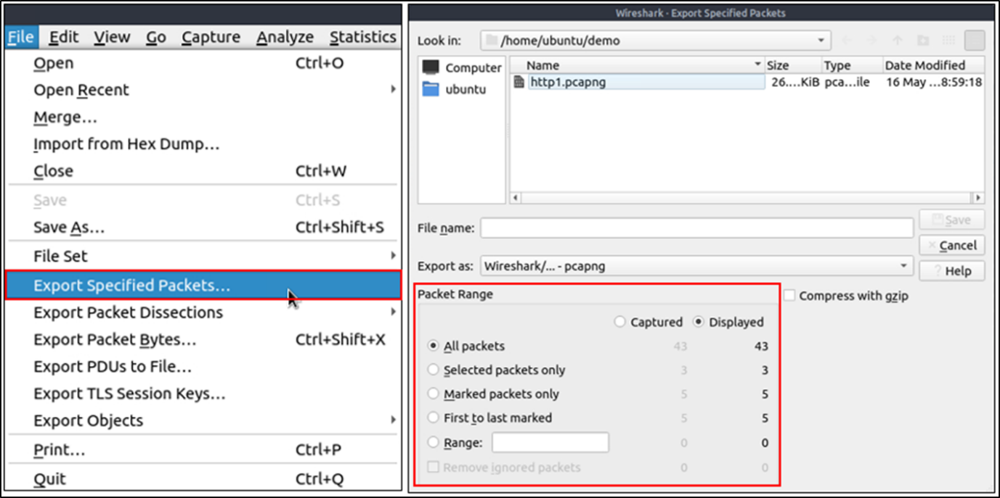 File Edit View Go Capture Analyze Statistics
Open Ctrl+O
Open Recent
Merge...
Import from Hex Dump...
Close Ctrl+W
Save Ctrl+S
Save As... Ctrl+Shift+S
File Set
Export Specified Packets...
Export Packet Dissections
Export Packet Bytes... Ctrl+Shift+X
Export PDUs to File...
Export TLS Session Keys...
Export Objects
Print... Ctrl+P
Quit Ctrl+Q
Wireshark · Export Specified Packets
Look in: /home/ubuntu/demo
Computer
ubuntu
Name Size Type Date Modified
http1.pcapng 26....KiB pca...ile 16 May ...8:59:18
File name: Save
Cancel
Export as: Wireshark/... - pcapng Help
Packet Range
Compress with gzip
Captured Displayed
All packets 43 43
Selected packets only 3 3
Marked packets only 5 5
First to last marked 5 5
Range: 0 0
Remove ignored packets 0 0